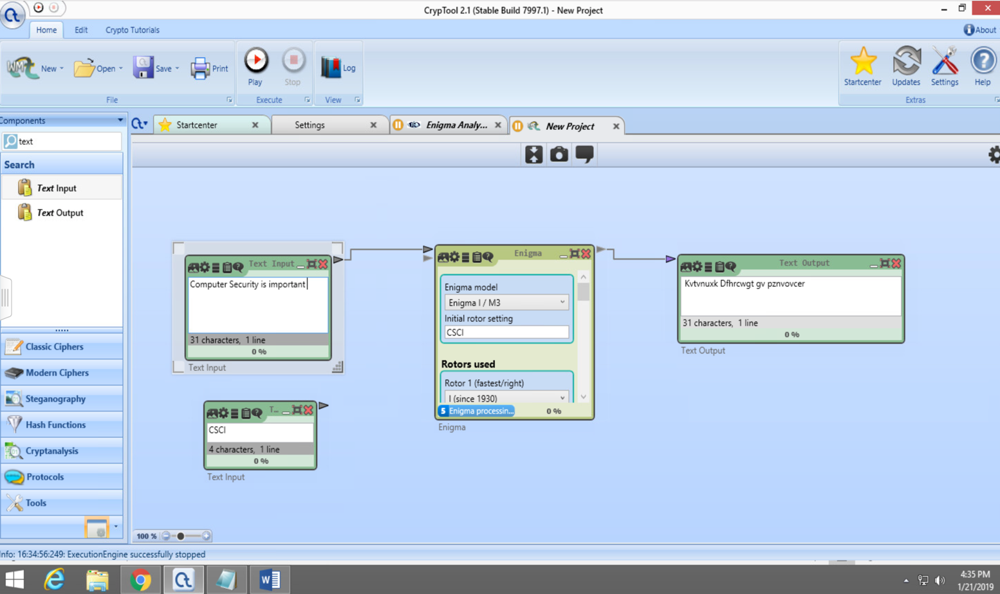 CrypTool 2.1 (Stable Build 7997.1) - New Project
Home Edit Crypto Tutorials
About
New Open Save Print
Play Stop
Log
Startcenter Updates Settings Help
File Execute View Extras
Components
Startcenter Settings Enigma Analy... New Project
text
Search
Text Input
Text Output
Classic Ciphers
Modern Ciphers
Steganography
Hash Functions
Cryptanalysis
Protocols
Tools
Text Input
Computer Security is important
31 characters, 1 line
0 %
Text Input
T...
CSCI
4 characters, 1 line
0 %
Text Input
Enigma
Enigma model
Enigma I / M3
Initial rotor setting
CSCI
Rotors used
Rotor 1 (fastest/right)
I (since 1930)
5 Enigma processin...
0 %
Enigma
Text Output
Kvtvnuxk Dfhrcwgt gv pznvovcer
31 characters, 1 line
0 %
Text Output
100 %
Info: 16:34:56:249: ExecutionEngine successfully stopped
4:35 PM
1/21/2019